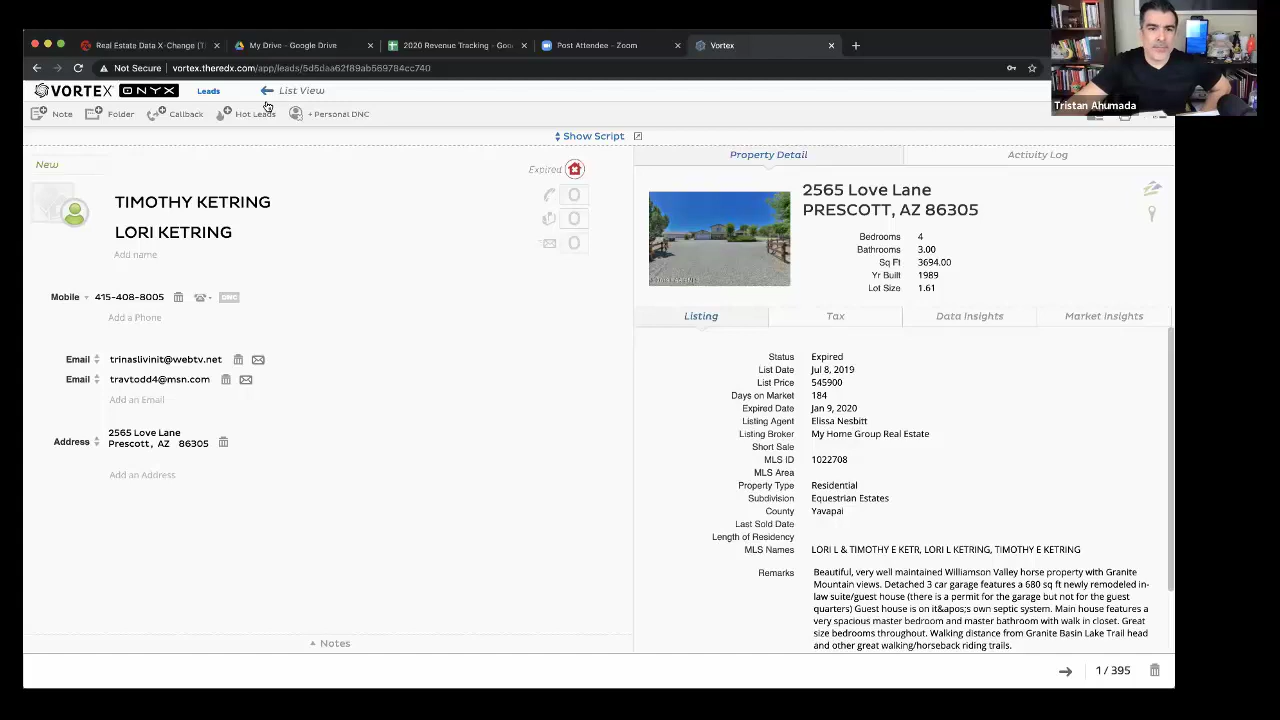 Real Estate Data X-Change (T
My Drive - Google Drive
2020 Revenue Tracking - Goo
Post Attendee - Zoom
Vortex
Not Secure
vortex.theredx.com/app/leads/5d5daa62f89ab569784cc740
Tristan Ahumada
VORTEX ONYX
Leads
List View
Note
Folder
Callback
Hot Leads
+ Personal DNC
Show Script
New
Expired
TIMOTHY KETRING
LORI KETRING
Add name
0
0
0
Mobile 415-408-8005 DNC
Add a Phone
Email trinaslivinit@webtv.net
Email travtodd4@msn.com
Add an Email
Address 2565 Love Lane
Prescott, AZ 86305
Add an Address
Notes
Property Detail
Activity Log
2565 Love Lane
PRESCOTT, AZ 86305
Bedrooms 4
Bathrooms 3.00
Sq Ft 3694.00
Yr Built 1989
Lot Size 1.61
Listing
Tax
Data Insights
Market Insights
Status Expired
List Date Jul 8, 2019
List Price 545900
Days on Market 184
Expired Date Jan 9, 2020
Listing Agent Elissa Nesbitt
Listing Broker My Home Group Real Estate
Short Sale
MLS ID 1022708
MLS Area
Property Type Residential
Subdivision Equestrian Estates
County Yavapai
Last Sold Date
Length of Residency
MLS Names LORI L & TIMOTHY E KETR, LORI L KETRING, TIMOTHY E KETRING
Remarks Beautiful, very well maintained Williamson Valley horse property with Granite
Mountain views. Detached 3 car garage features a 680 sq ft newly remodeled in-
law suite/guest house (there is a permit for the garage but not for the guest
quarters) Guest house is on it&apos;s own septic system. Main house features a
very spacious master bedroom and master bathroom with walk in closet. Great
size bedrooms throughout. Walking distance from Granite Basin Lake Trail head
and other great walking/horseback riding trails.
1 / 395